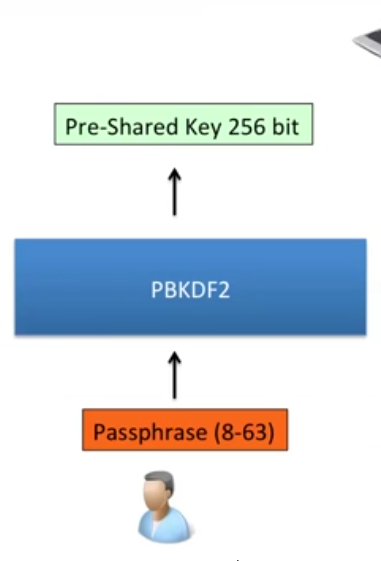 Pre-Shared Key 256 bit
PBKDF2
Passphrase (8-63)